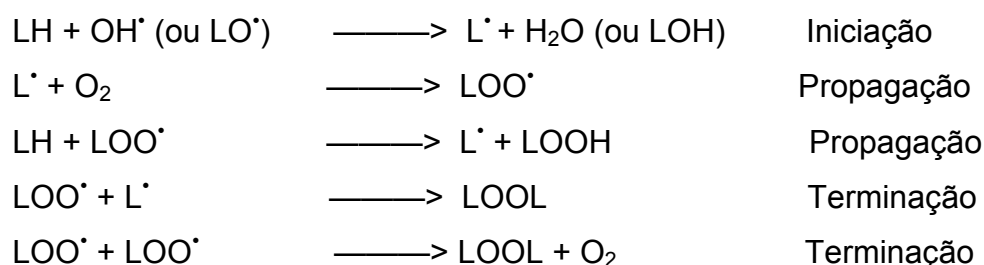 LH + OH˙ (ou LO˙) ———> L˙ + H₂O (ou LOH) Iniciação
L˙ + O₂ ———> LOO˙ Propagação
LH + LOO˙ ———> L˙ + LOOH Propagação
LOO˙ + L˙ ———> LOOL Terminação
LOO˙ + LOO˙ ———> LOOL + O₂ Terminação